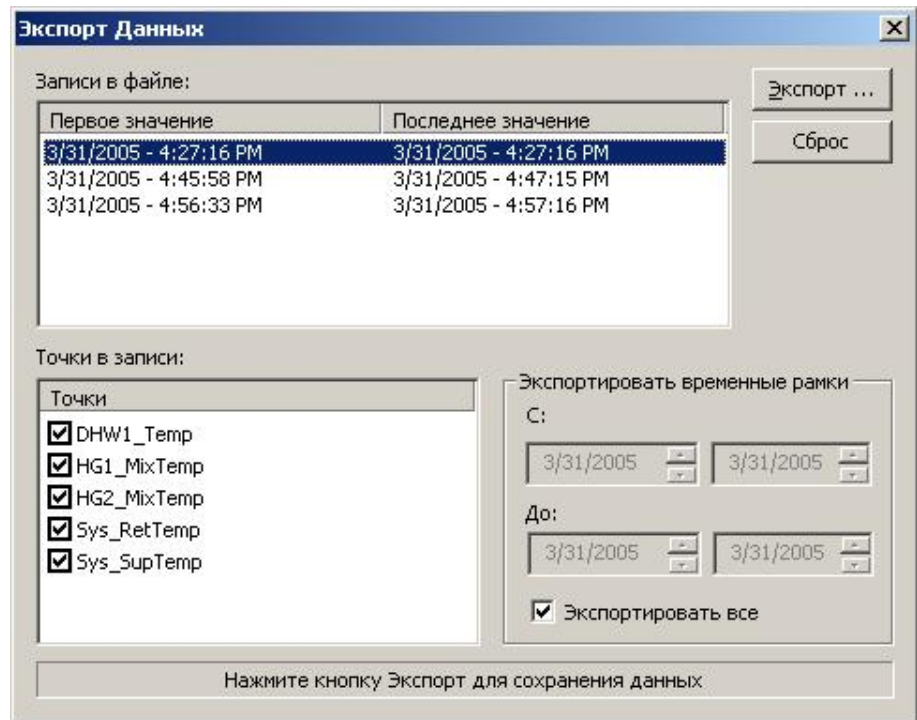 Экспорт Данных
Записи в файле:
Экспорт ...
Первое значение Последнее значение
Сброс
3/31/2005 - 4:27:16 PM 3/31/2005 - 4:27:16 PM
3/31/2005 - 4:45:58 PM 3/31/2005 - 4:47:15 PM
3/31/2005 - 4:56:33 PM 3/31/2005 - 4:57:16 PM
Точки в записи:
Точки
DHW1_Temp
HG1_MixTemp
HG2_MixTemp
Sys_RetTemp
Sys_SupTemp
Экспортировать временные рамки
С:
3/31/2005 3/31/2005
До:
3/31/2005 3/31/2005
Экспортировать все
Нажмите кнопку Экспорт для сохранения данных